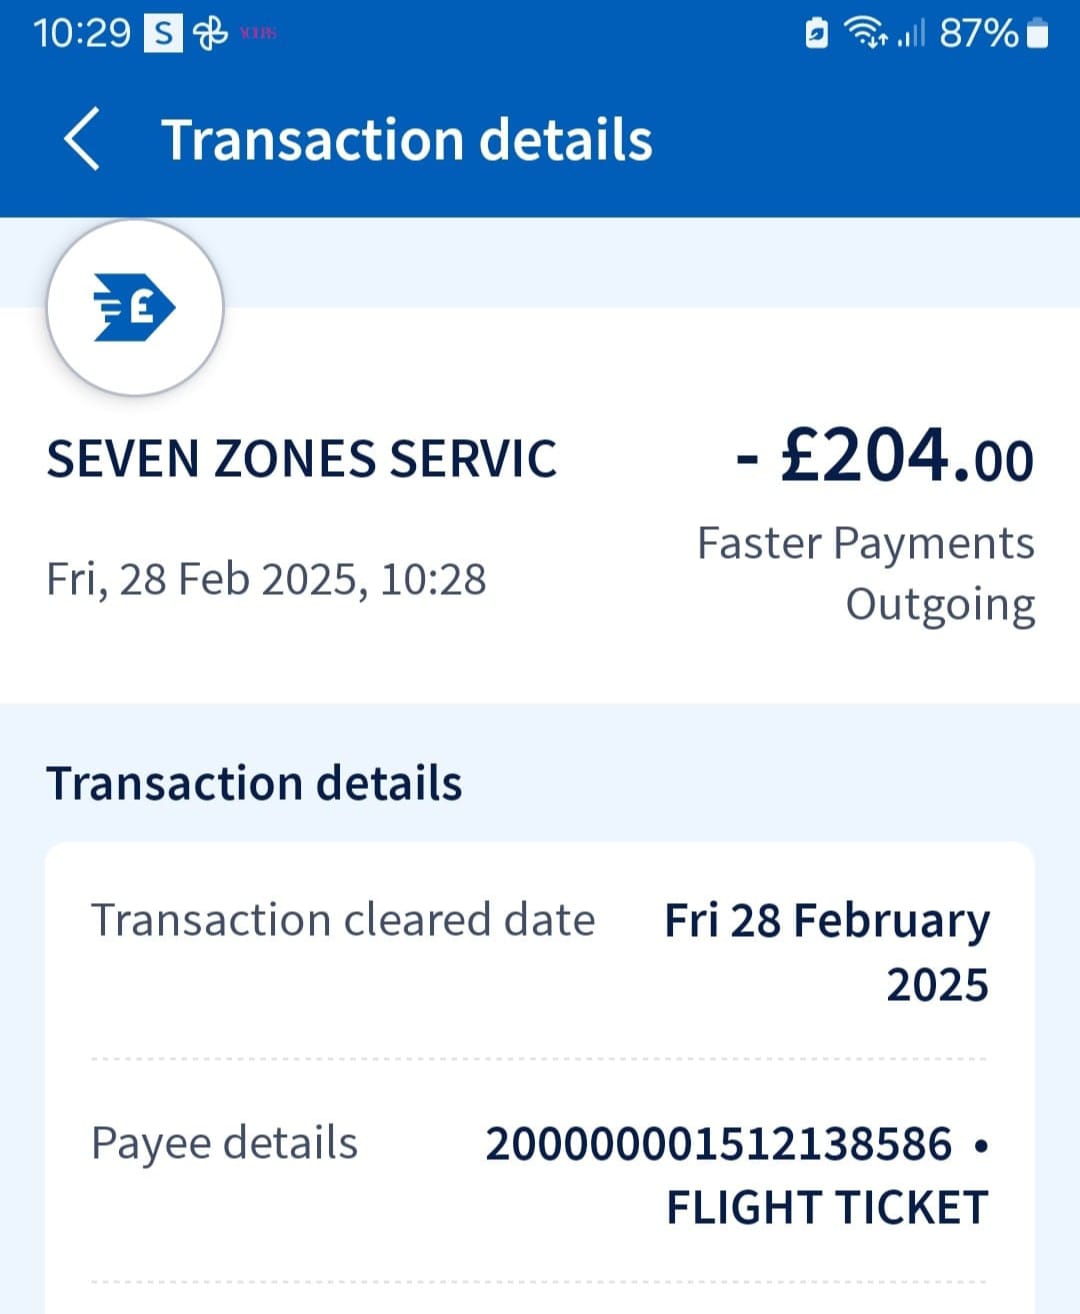 10:29 S 87%
Transaction details
£
SEVEN ZONES SERVIC
- £204.00
Fri, 28 Feb 2025, 10:28
Faster Payments
Outgoing
Transaction details
Transaction cleared date Fri 28 February
2025
Payee details 200000001512138586 •
FLIGHT TICKET